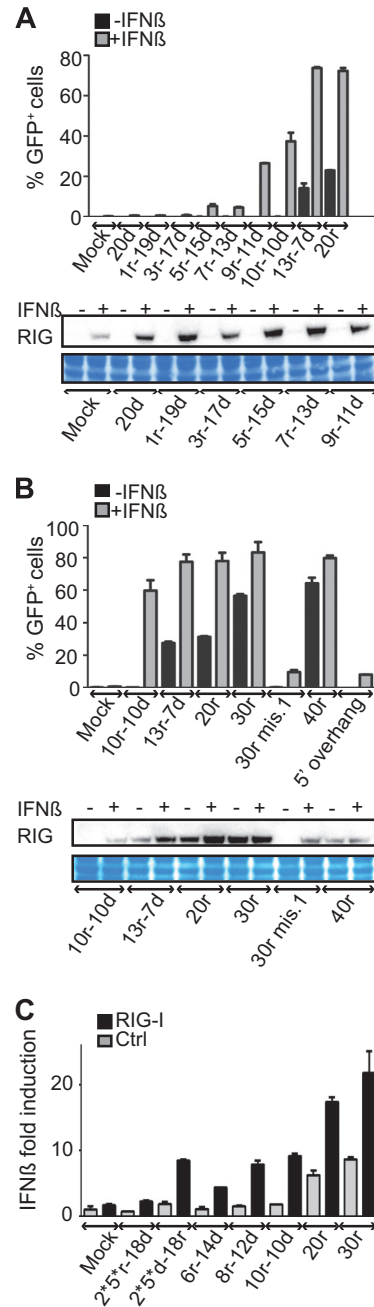 A
-IFNß
+IFNß
% GFP+ cells
80
60
40
20
0
Mock
20d
1r-19d
3r-17d
5r-15d
7r-13d
9r-11d
10r-10d
13r-7d
20r
IFNß - + - + - + - + - + - + - +
RIG
Mock
20d
1r-19d
3r-17d
5r-15d
7r-13d
9r-11d
B
-IFNß
+IFNß
% GFP+ cells
100
80
60
40
20
0
Mock
10r-10d
13r-7d
20r
30r
30r mis.1
40r
5' overhang
IFNß - + - + - + - + - + - +
RIG
10r-10d
13r-7d
20r
30r
30r mis.1
40r
C
RIG-I
Ctrl
IFNß fold induction
20
10
0
Mock
2*5*r-18d
2*5*d-18r
6r-14d
8r-12d
10r-10d
20r
30r